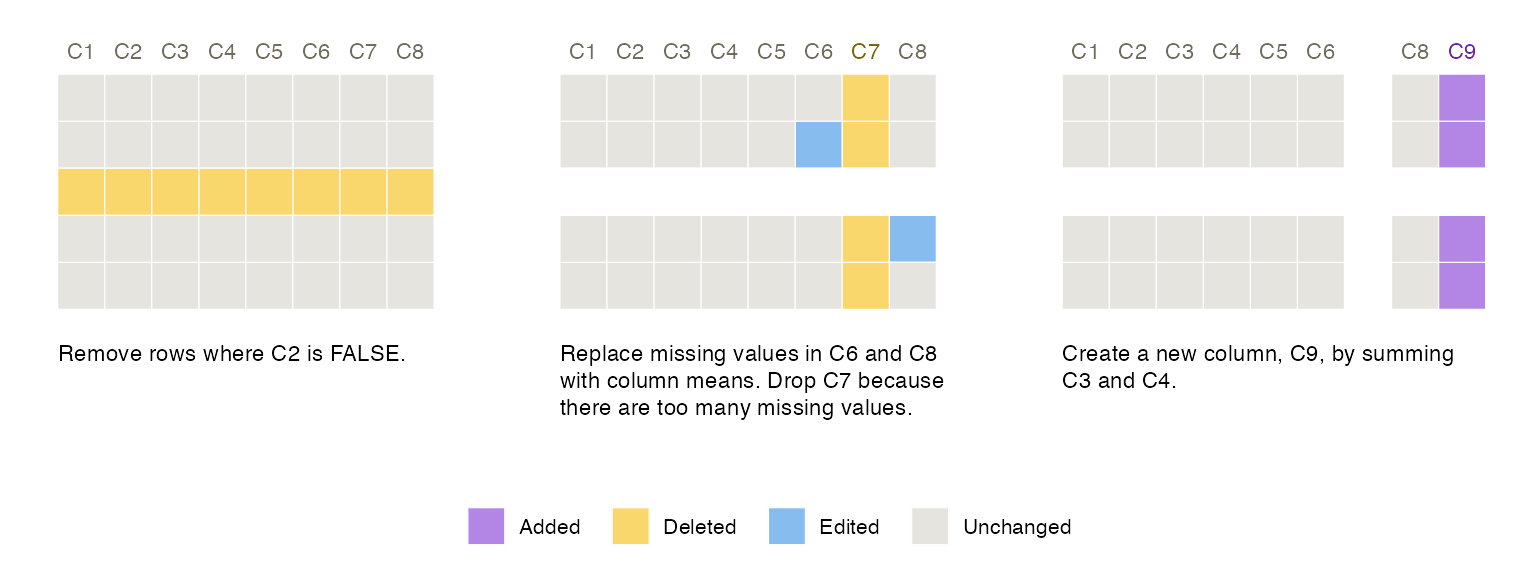 C1 C2 C3 C4 C5 C6 C7 C8
C1 C2 C3 C4 C5 C6 C7 C8
C1 C2 C3 C4 C5 C6 C8 C9
Remove rows where C2 is FALSE.
Replace missing values in C6 and C8
with column means. Drop C7 because
there are too many missing values.
Create a new column, C9, by summing
C3 and C4.
Added Deleted Edited Unchanged